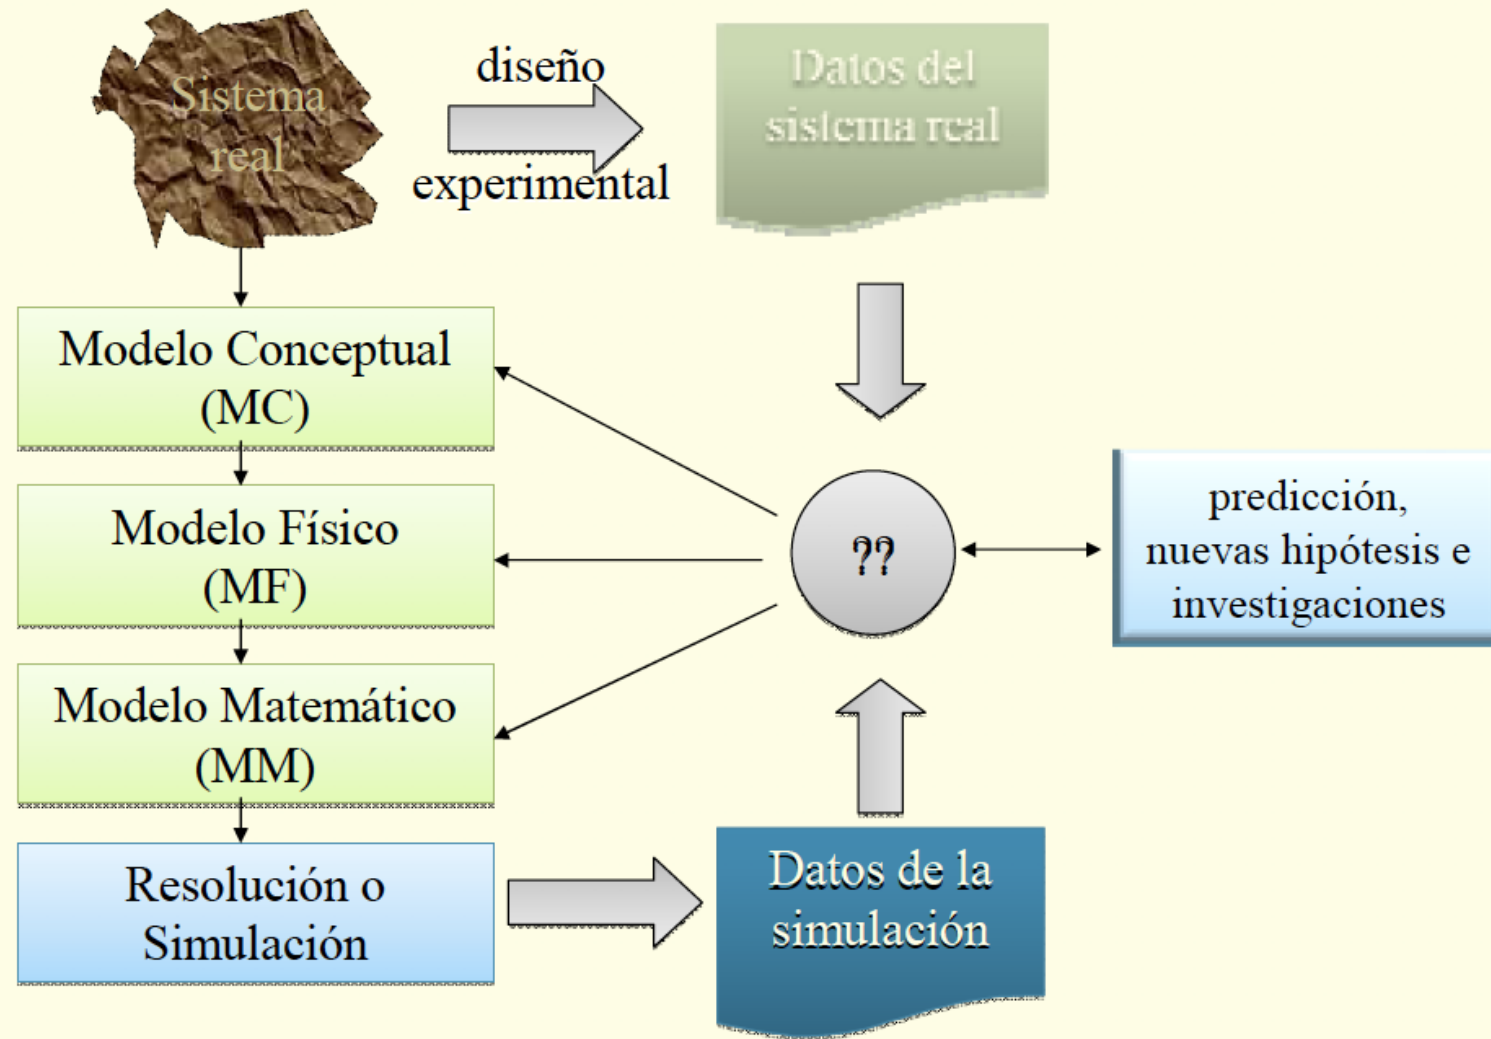 Sistema
real
diseño
experimental
Datos del
sistema real
Modelo Conceptual
(MC)
Modelo Físico
(MF)
??
predicción,
nuevas hipótesis e
investigaciones
Modelo Matemático
(MM)
Resolución o
Simulación
Datos de la
simulación